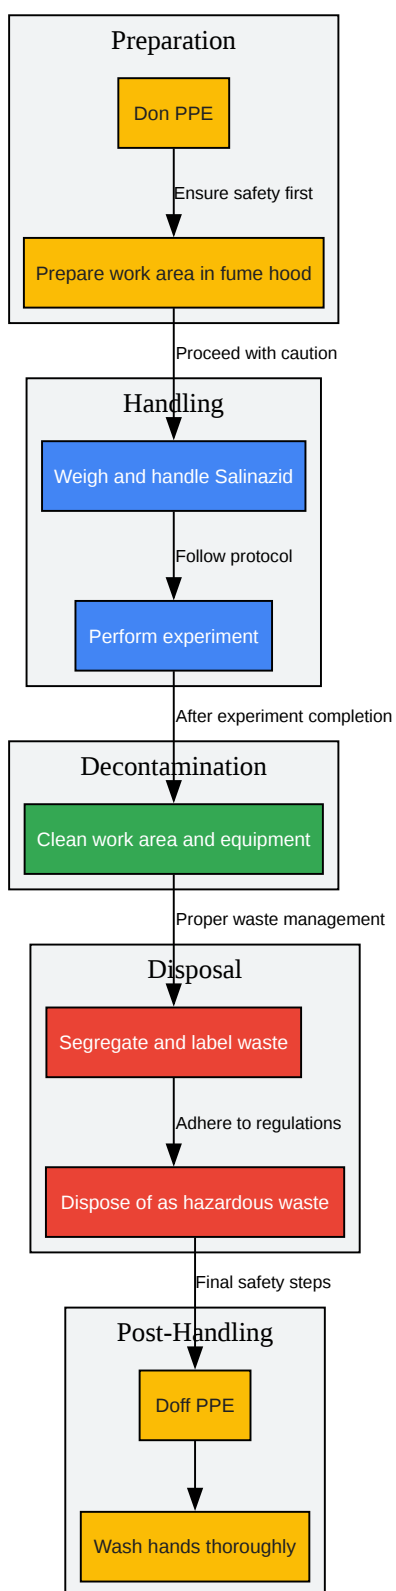 Preparation
Don PPE
Ensure safety first
Prepare work area in fume hood
Proceed with caution
Handling
Weigh and handle Salinazid
Follow protocol
Perform experiment
After experiment completion
Decontamination
Clean work area and equipment
Proper waste management
Disposal
Segregate and label waste
Adhere to regulations
Dispose of as hazardous waste
Final safety steps
Post-Handling
Doff PPE
Wash hands thoroughly